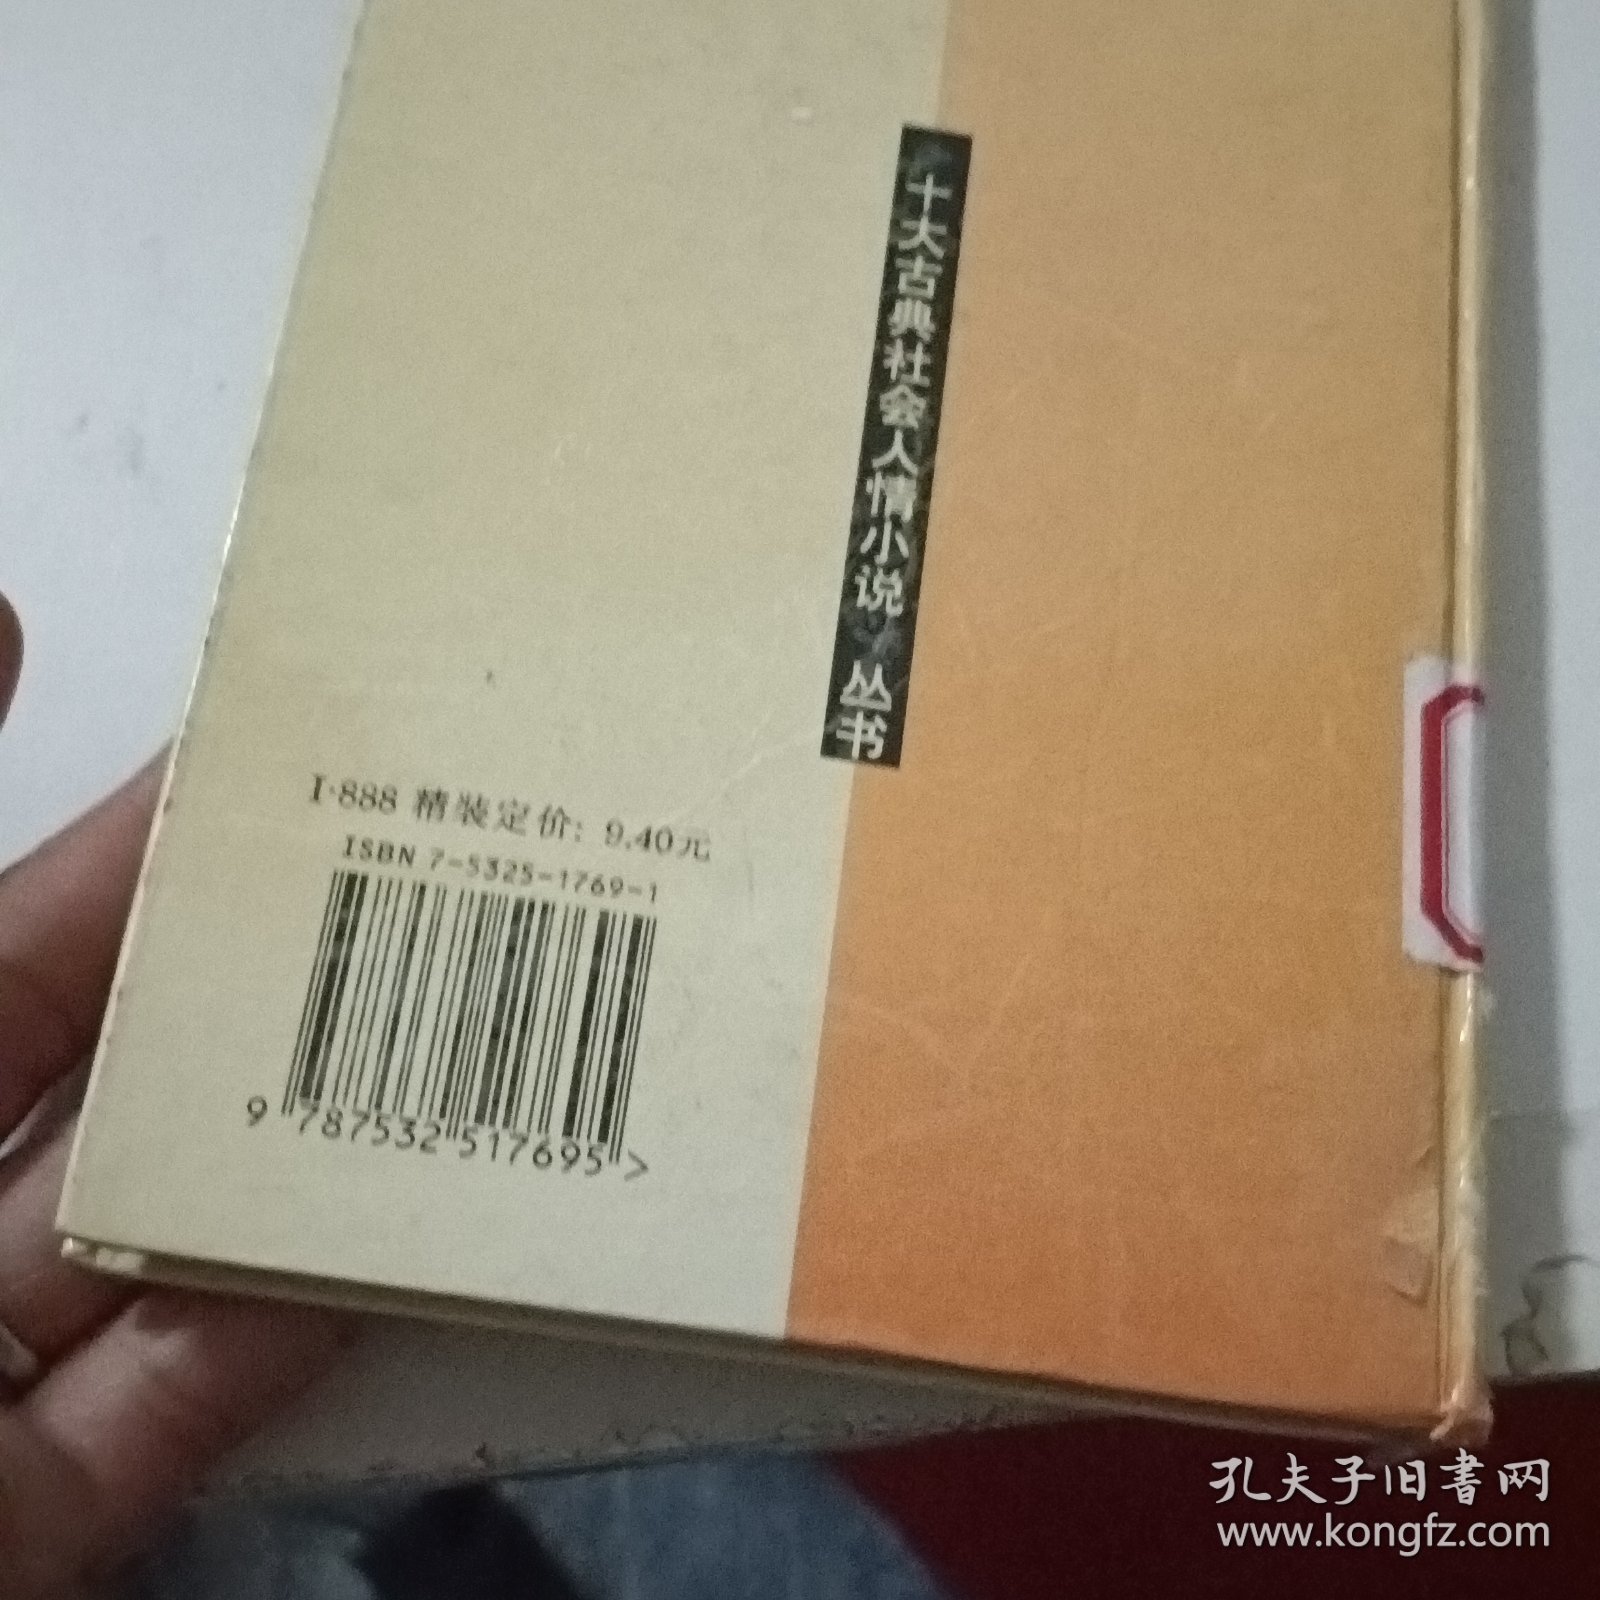 十大古典社会人情小说丛书
I·888 精装定价: 9.40元
ISBN 7-5325-1769-1
9 787532 517695 >
孔夫子旧書网
www.kongfz.com